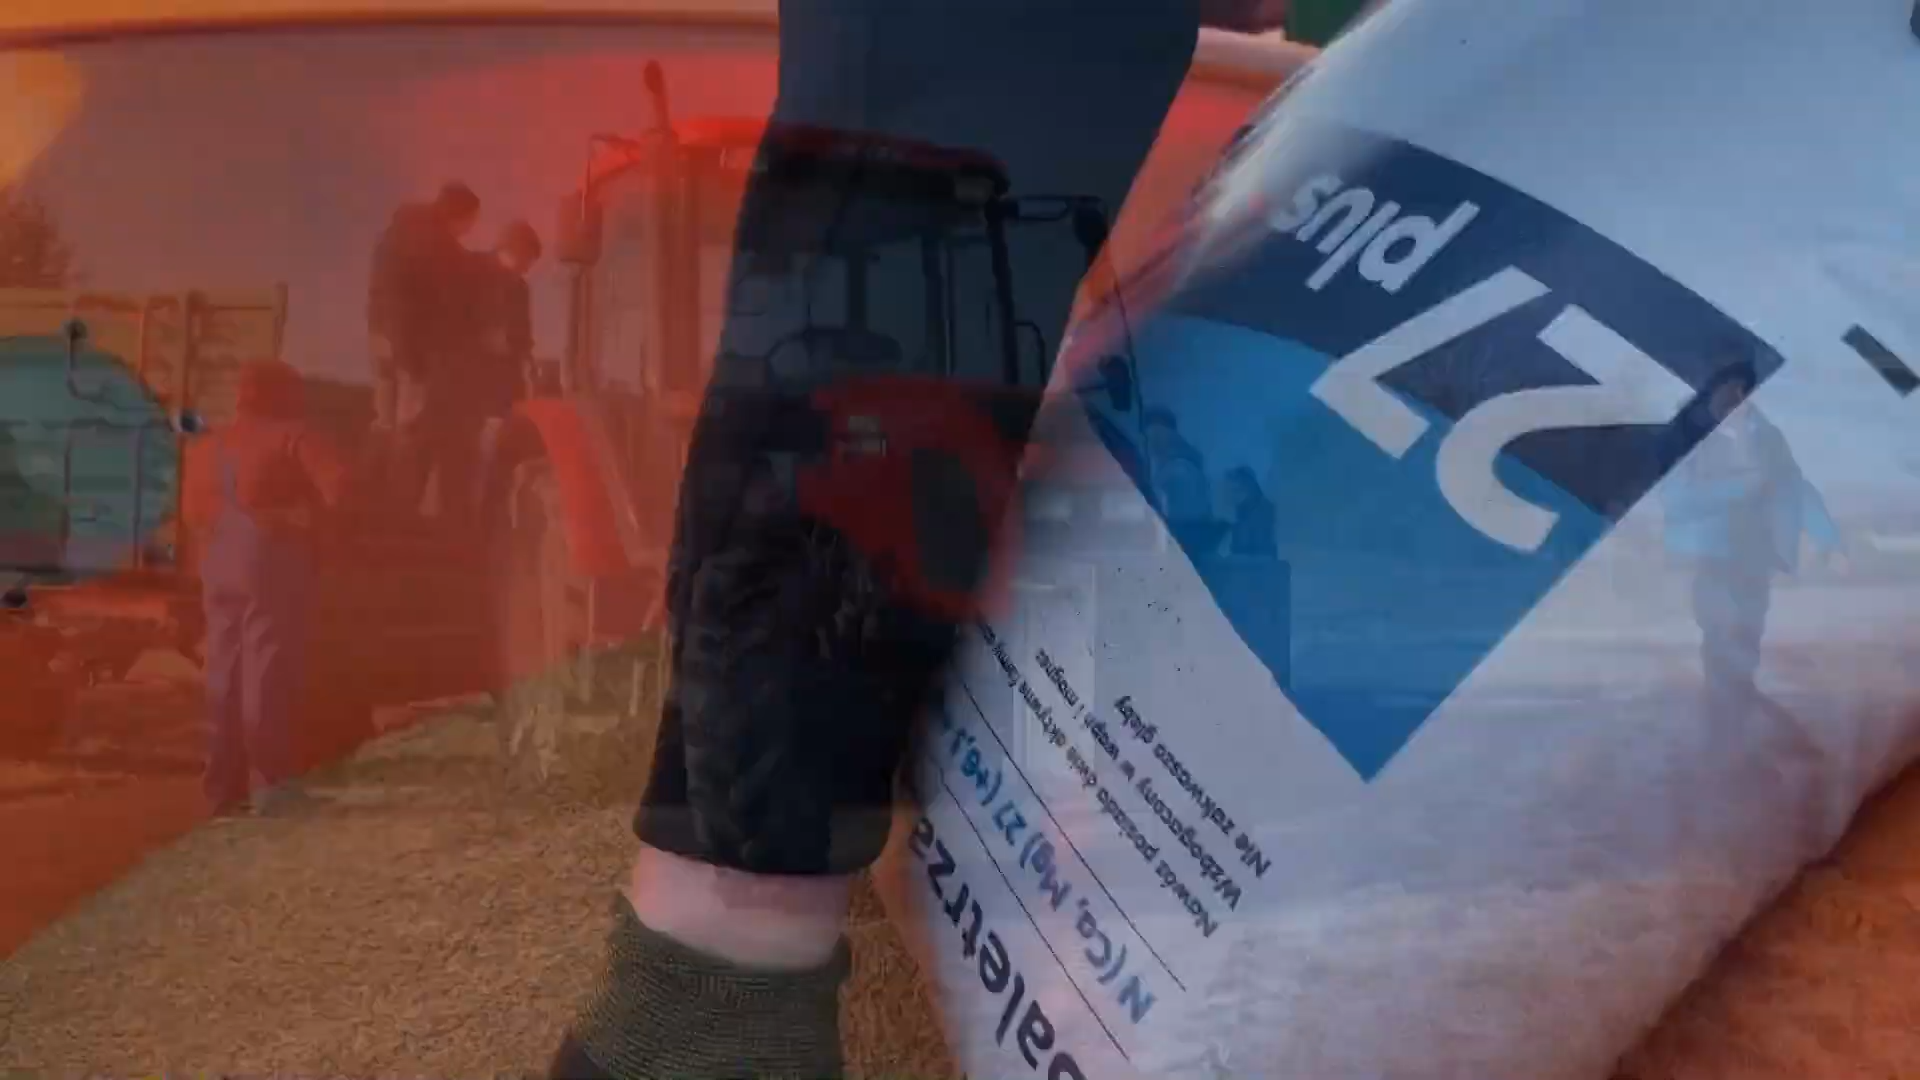 27
plus
Saletrza
N (Ca, Mg) 27 (+6,1
Nawóz posiada dwie aktywne formy
Wzbogacony w wapń i magnez
Nie zakwasza gleby